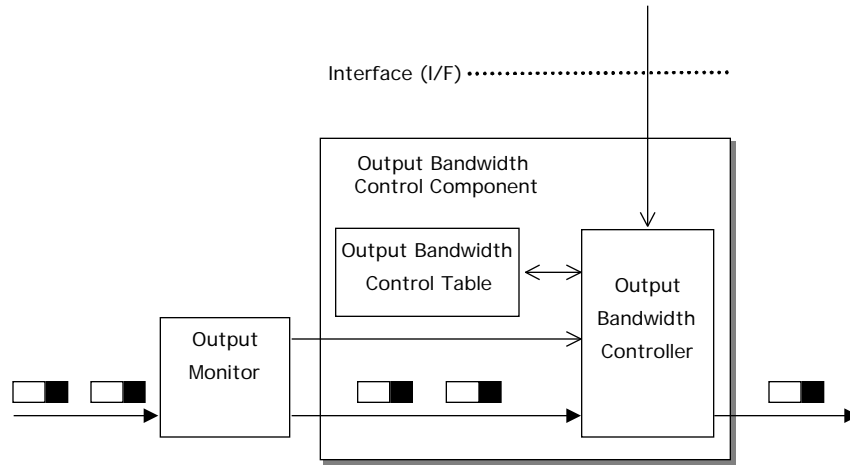 Interface (I/F)
Output Bandwidth
Control Component
Output Bandwidth
Control Table
Output
Bandwidth
Controller
Output
Monitor